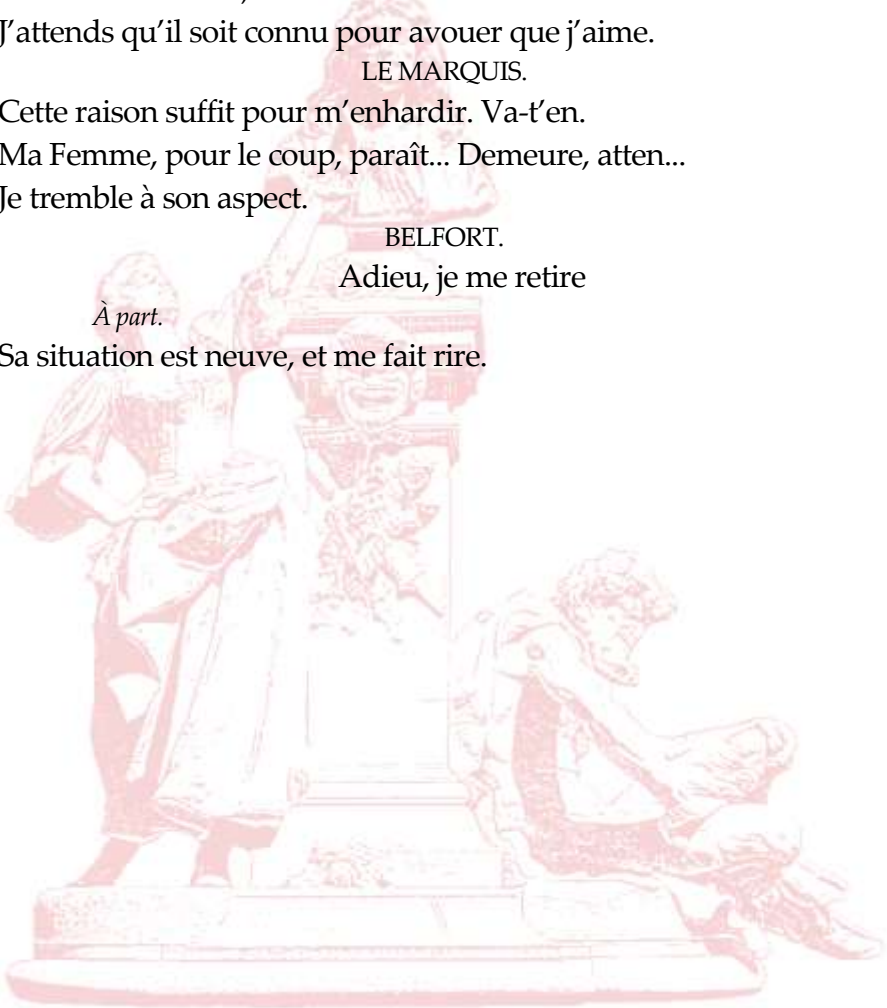 J’attends qu’il soit connu pour avouer que j’aime.
LE MARQUIS.
Cette raison suffit pour m’enhardir. Va-t’en.
Ma Femme, pour le coup, paraît... Demeure, atten...
Je tremble à son aspect.
BELFORT.
Adieu, je me retire
À part.
Sa situation est neuve, et me fait rire.